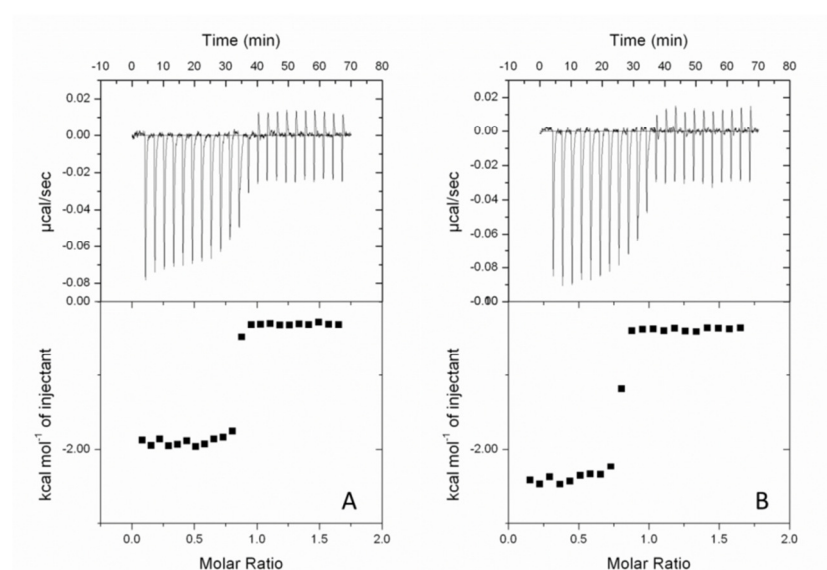 Time (min)
-10 0 10 20 30 40 50 60 70 80
0.02
0.00
-0.02
-0.04
-0.06
-0.08
µcal/sec
0.00
-2.00
kcal mol⁻¹ of injectant
A
0.0 0.5 1.0 1.5 2.0
Molar Ratio
Time (min)
-10 0 10 20 30 40 50 60 70 80
0.02
0.00
-0.02
-0.04
-0.06
-0.08
µcal/sec
-2.00
kcal mol⁻¹ of injectant
B
0.0 0.5 1.0 1.5 2.0
Molar Ratio